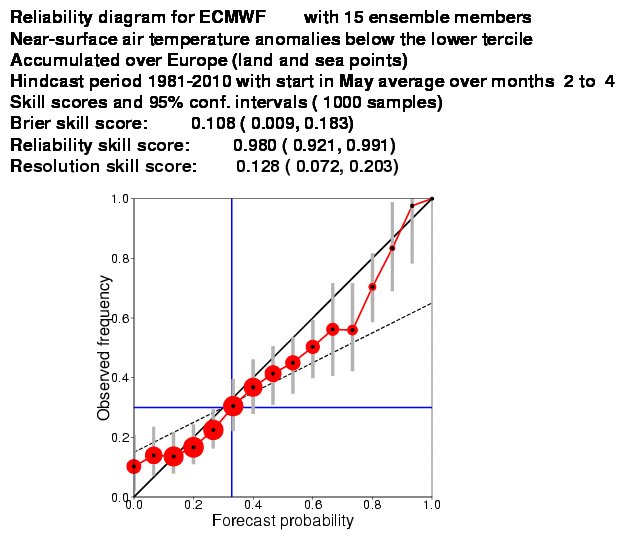 Reliability diagram for ECMWF with 15 ensemble members
Near-surface air temperature anomalies below the lower tercile
Accumulated over Europe (land and sea points)
Hindcast period 1981-2010 with start in May average over months 2 to 4
Skill scores and 95% conf. intervals ( 1000 samples)
Brier skill score: 0.108 ( 0.009, 0.183)
Reliability skill score: 0.980 ( 0.921, 0.991)
Resolution skill score: 0.128 ( 0.072, 0.203)
1.0
0.8
0.6
0.4
0.2
0.0
Observed frequency
0.0 0.2 0.4 0.6 0.8 1.0
Forecast probability